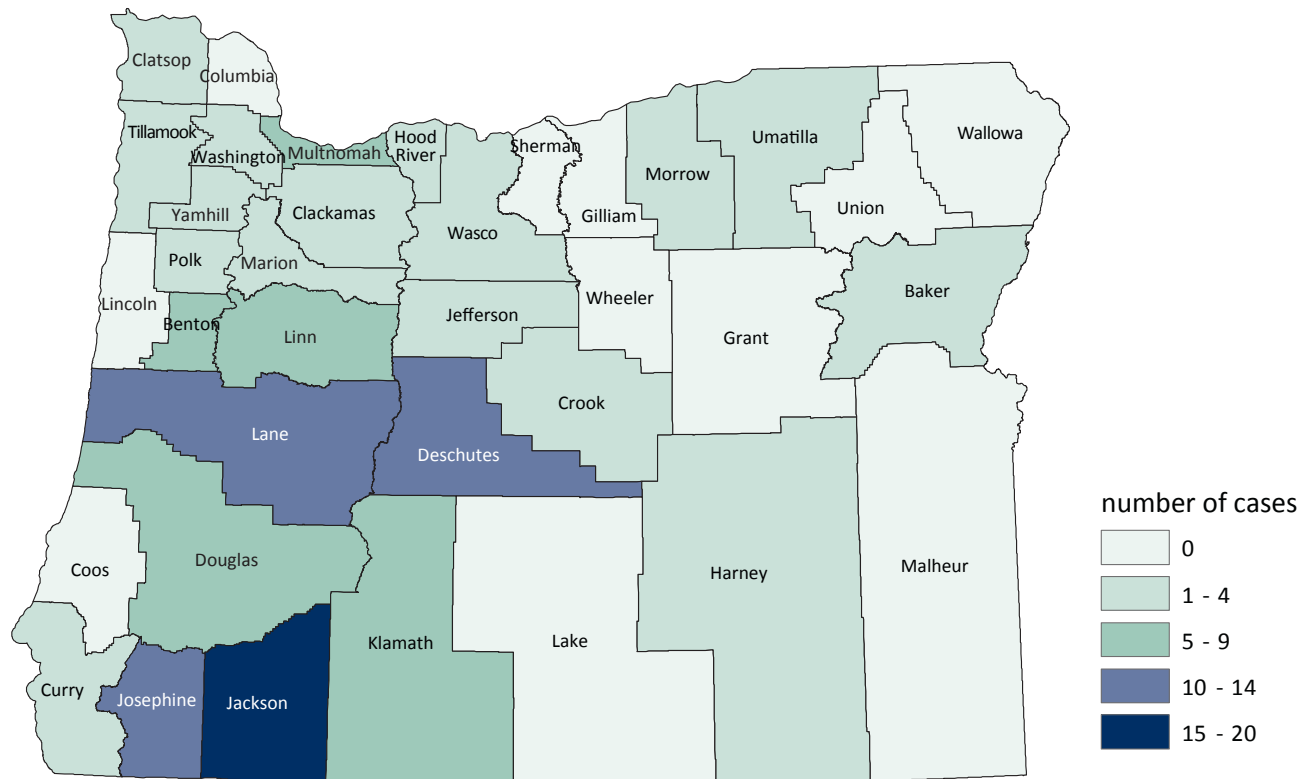 Clatsop
Columbia
Tillamook
Washington
Multnomah
Hood
River
Sherman
Umatilla
Wallowa
Morrow
Gilliam
Union
Yamhill
Clackamas
Wasco
Polk
Marion
Lincoln
Wheeler
Baker
Benton
Linn
Jefferson
Grant
Crook
Lane
Deschutes
Douglas
Coos
Harney
Malheur
Klamath
Lake
Curry
Josephine
Jackson
number of cases
0
1 - 4
5 - 9
10 - 14
15 - 20